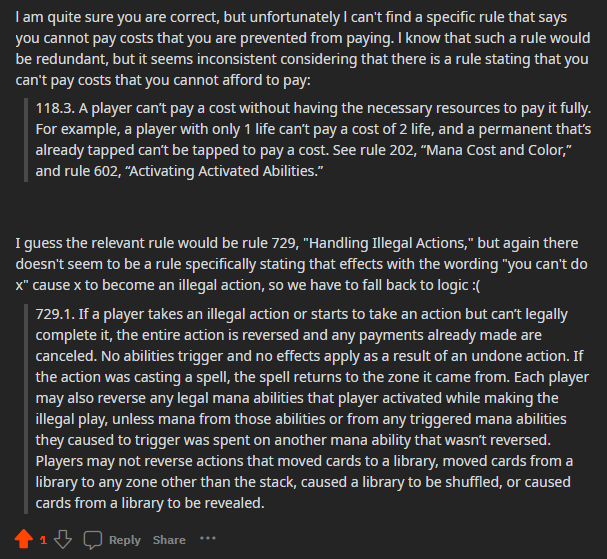 I am quite sure you are correct, but unfortunately I can't find a specific rule that says
you cannot pay costs that you are prevented from paying. I know that such a rule would
be redundant, but it seems inconsistent considering that there is a rule stating that you
can't pay costs that you cannot afford to pay:
118.3. A player can’t pay a cost without having the necessary resources to pay it fully.
For example, a player with only 1 life can’t pay a cost of 2 life, and a permanent that’s
already tapped can’t be tapped to pay a cost. See rule 202, “Mana Cost and Color,”
and rule 602, “Activating Activated Abilities.”
I guess the relevant rule would be rule 729, "Handling Illegal Actions," but again there
doesn't seem to be a rule specifically stating that effects with the wording "you can't do
x" cause x to become an illegal action, so we have to fall back to logic :(
729.1. If a player takes an illegal action or starts to take an action but can’t legally
complete it, the entire action is reversed and any payments already made are
canceled. No abilities trigger and no effects apply as a result of an undone action. If
the action was casting a spell, the spell returns to the zone it came from. Each player
may also reverse any legal mana abilities that player activated while making the
illegal play, unless mana from those abilities or from any triggered mana abilities
they caused to trigger was spent on another mana ability that wasn’t reversed.
Players may not reverse actions that moved cards to a library, moved cards from a
library to any zone other than the stack, caused a library to be shuffled, or caused
cards from a library to be revealed.
1 Reply Share ···